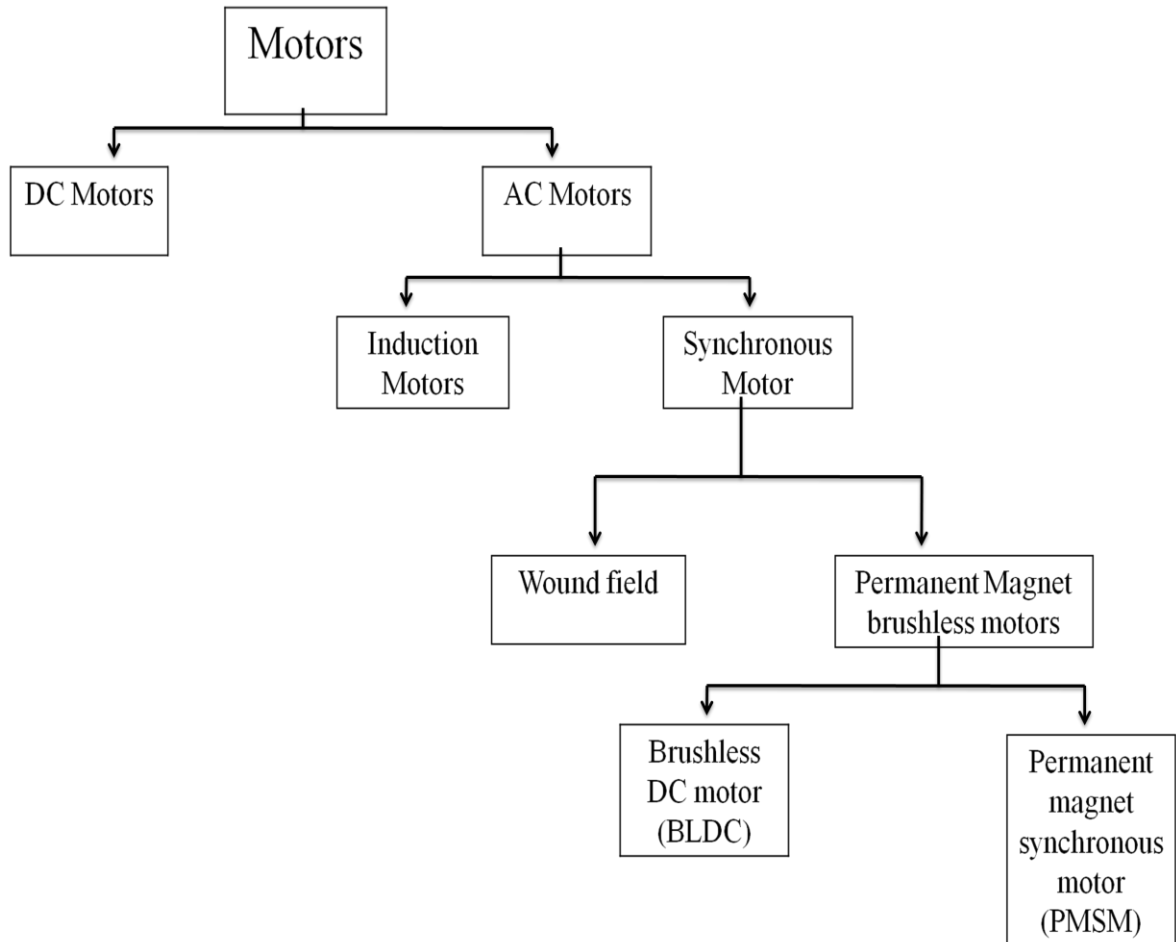 Motors
DC Motors
AC Motors
Induction
Motors
Synchronous
Motor
Wound field
Permanent Magnet
brushless motors
Brushless
DC motor
(BLDC)
Permanent
magnet
synchronous
motor
(PMSM)